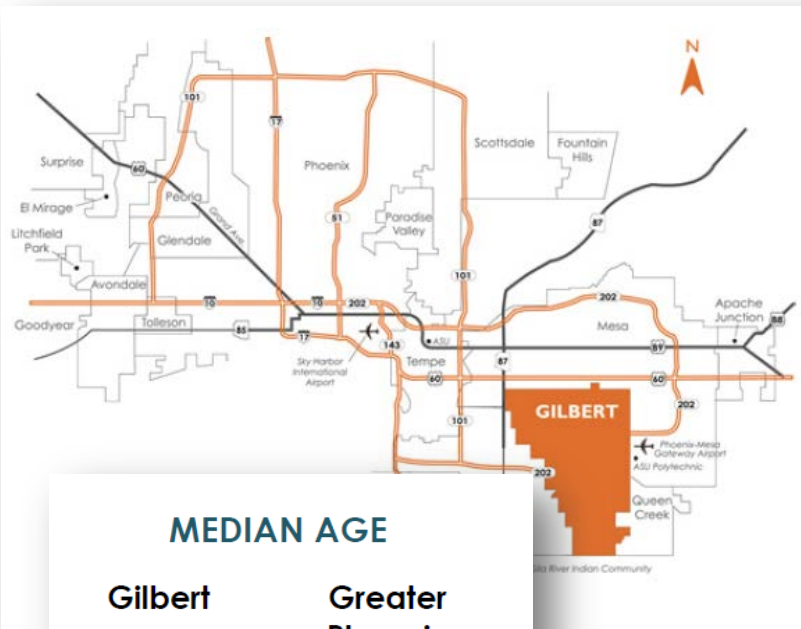 N
101
17
Scottsdale
Fountain
Hills
Surprise
60
Phoenix
El Mirage
Peoria
Grand Ave.
51
Paradise
Valley
87
Litchfield
Park
Glendale
101
Avondale
10
10
202
202
Apache
Junction
88
Goodyear
Tolleson
85
17
Sky Harbor
International
Airport
143
ASU
Tempe
Mesa
87
89
60
60
202
GILBERT
101
Phoenix-Mesa
Gateway Airport
ASU Polytechnic
202
Queen
Creek
River Indian Community
MEDIAN AGE
Gilbert
Greater